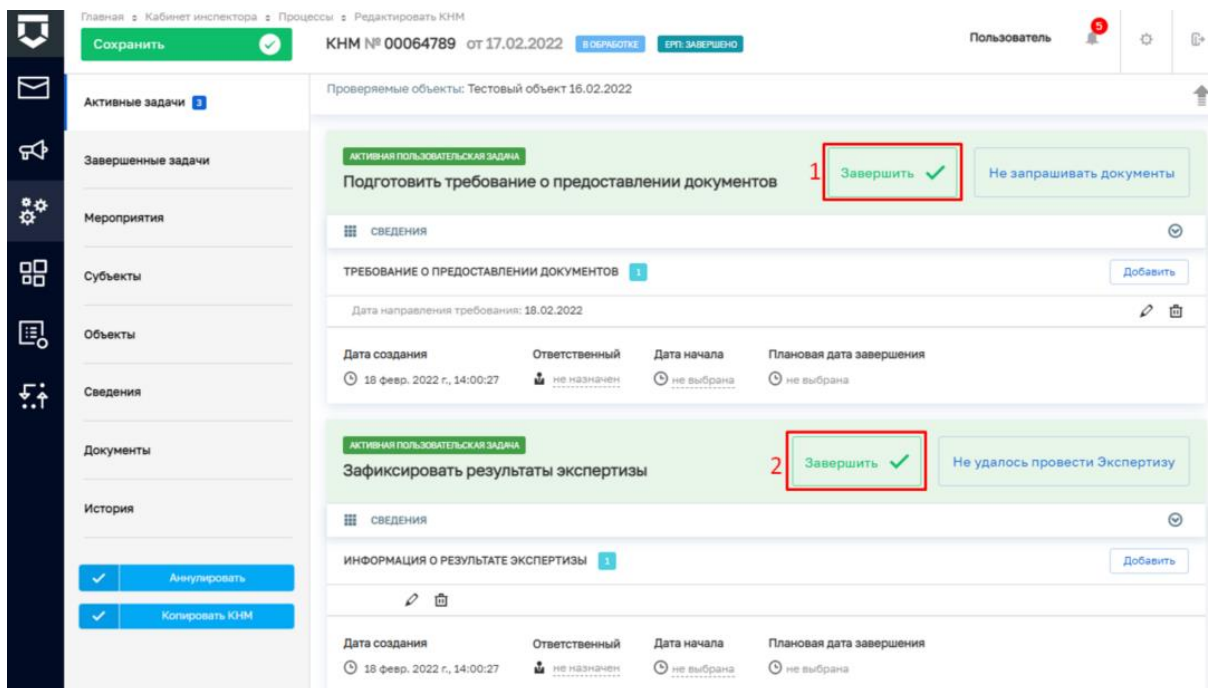 Главная : Кабинет инспектора : Процессы : Редактировать КНМ
Сохранить
КНМ № 00064789 от 17.02.2022 В ОБРАБОТКЕ ЕРП: ЗАВЕРШЕНО
Пользователь
5
Активные задачи 3
Завершенные задачи
Мероприятия
Субъекты
Объекты
Сведения
Документы
История
Аннулировать
Копировать КНМ
Проверяемые объекты: Тестовый объект 16.02.2022
АКТИВНАЯ ПОЛЬЗОВАТЕЛЬСКАЯ ЗАДАЧА
Подготовить требование о предоставлении документов
1 Завершить
Не запрашивать документы
СВЕДЕНИЯ
ТРЕБОВАНИЕ О ПРЕДОСТАВЛЕНИИ ДОКУМЕНТОВ 1
Добавить
Дата направления требования: 18.02.2022
Дата создания Ответственный Дата начала Плановая дата завершения
18 февр. 2022 г., 14:00:27 не назначен не выбрана не выбрана
АКТИВНАЯ ПОЛЬЗОВАТЕЛЬСКАЯ ЗАДАЧА
Зафиксировать результаты экспертизы
2 Завершить
Не удалось провести Экспертизу
СВЕДЕНИЯ
ИНФОРМАЦИЯ О РЕЗУЛЬТАТЕ ЭКСПЕРТИЗЫ 1
Добавить
Дата создания Ответственный Дата начала Плановая дата завершения
18 февр. 2022 г., 14:00:27 не назначен не выбрана не выбрана